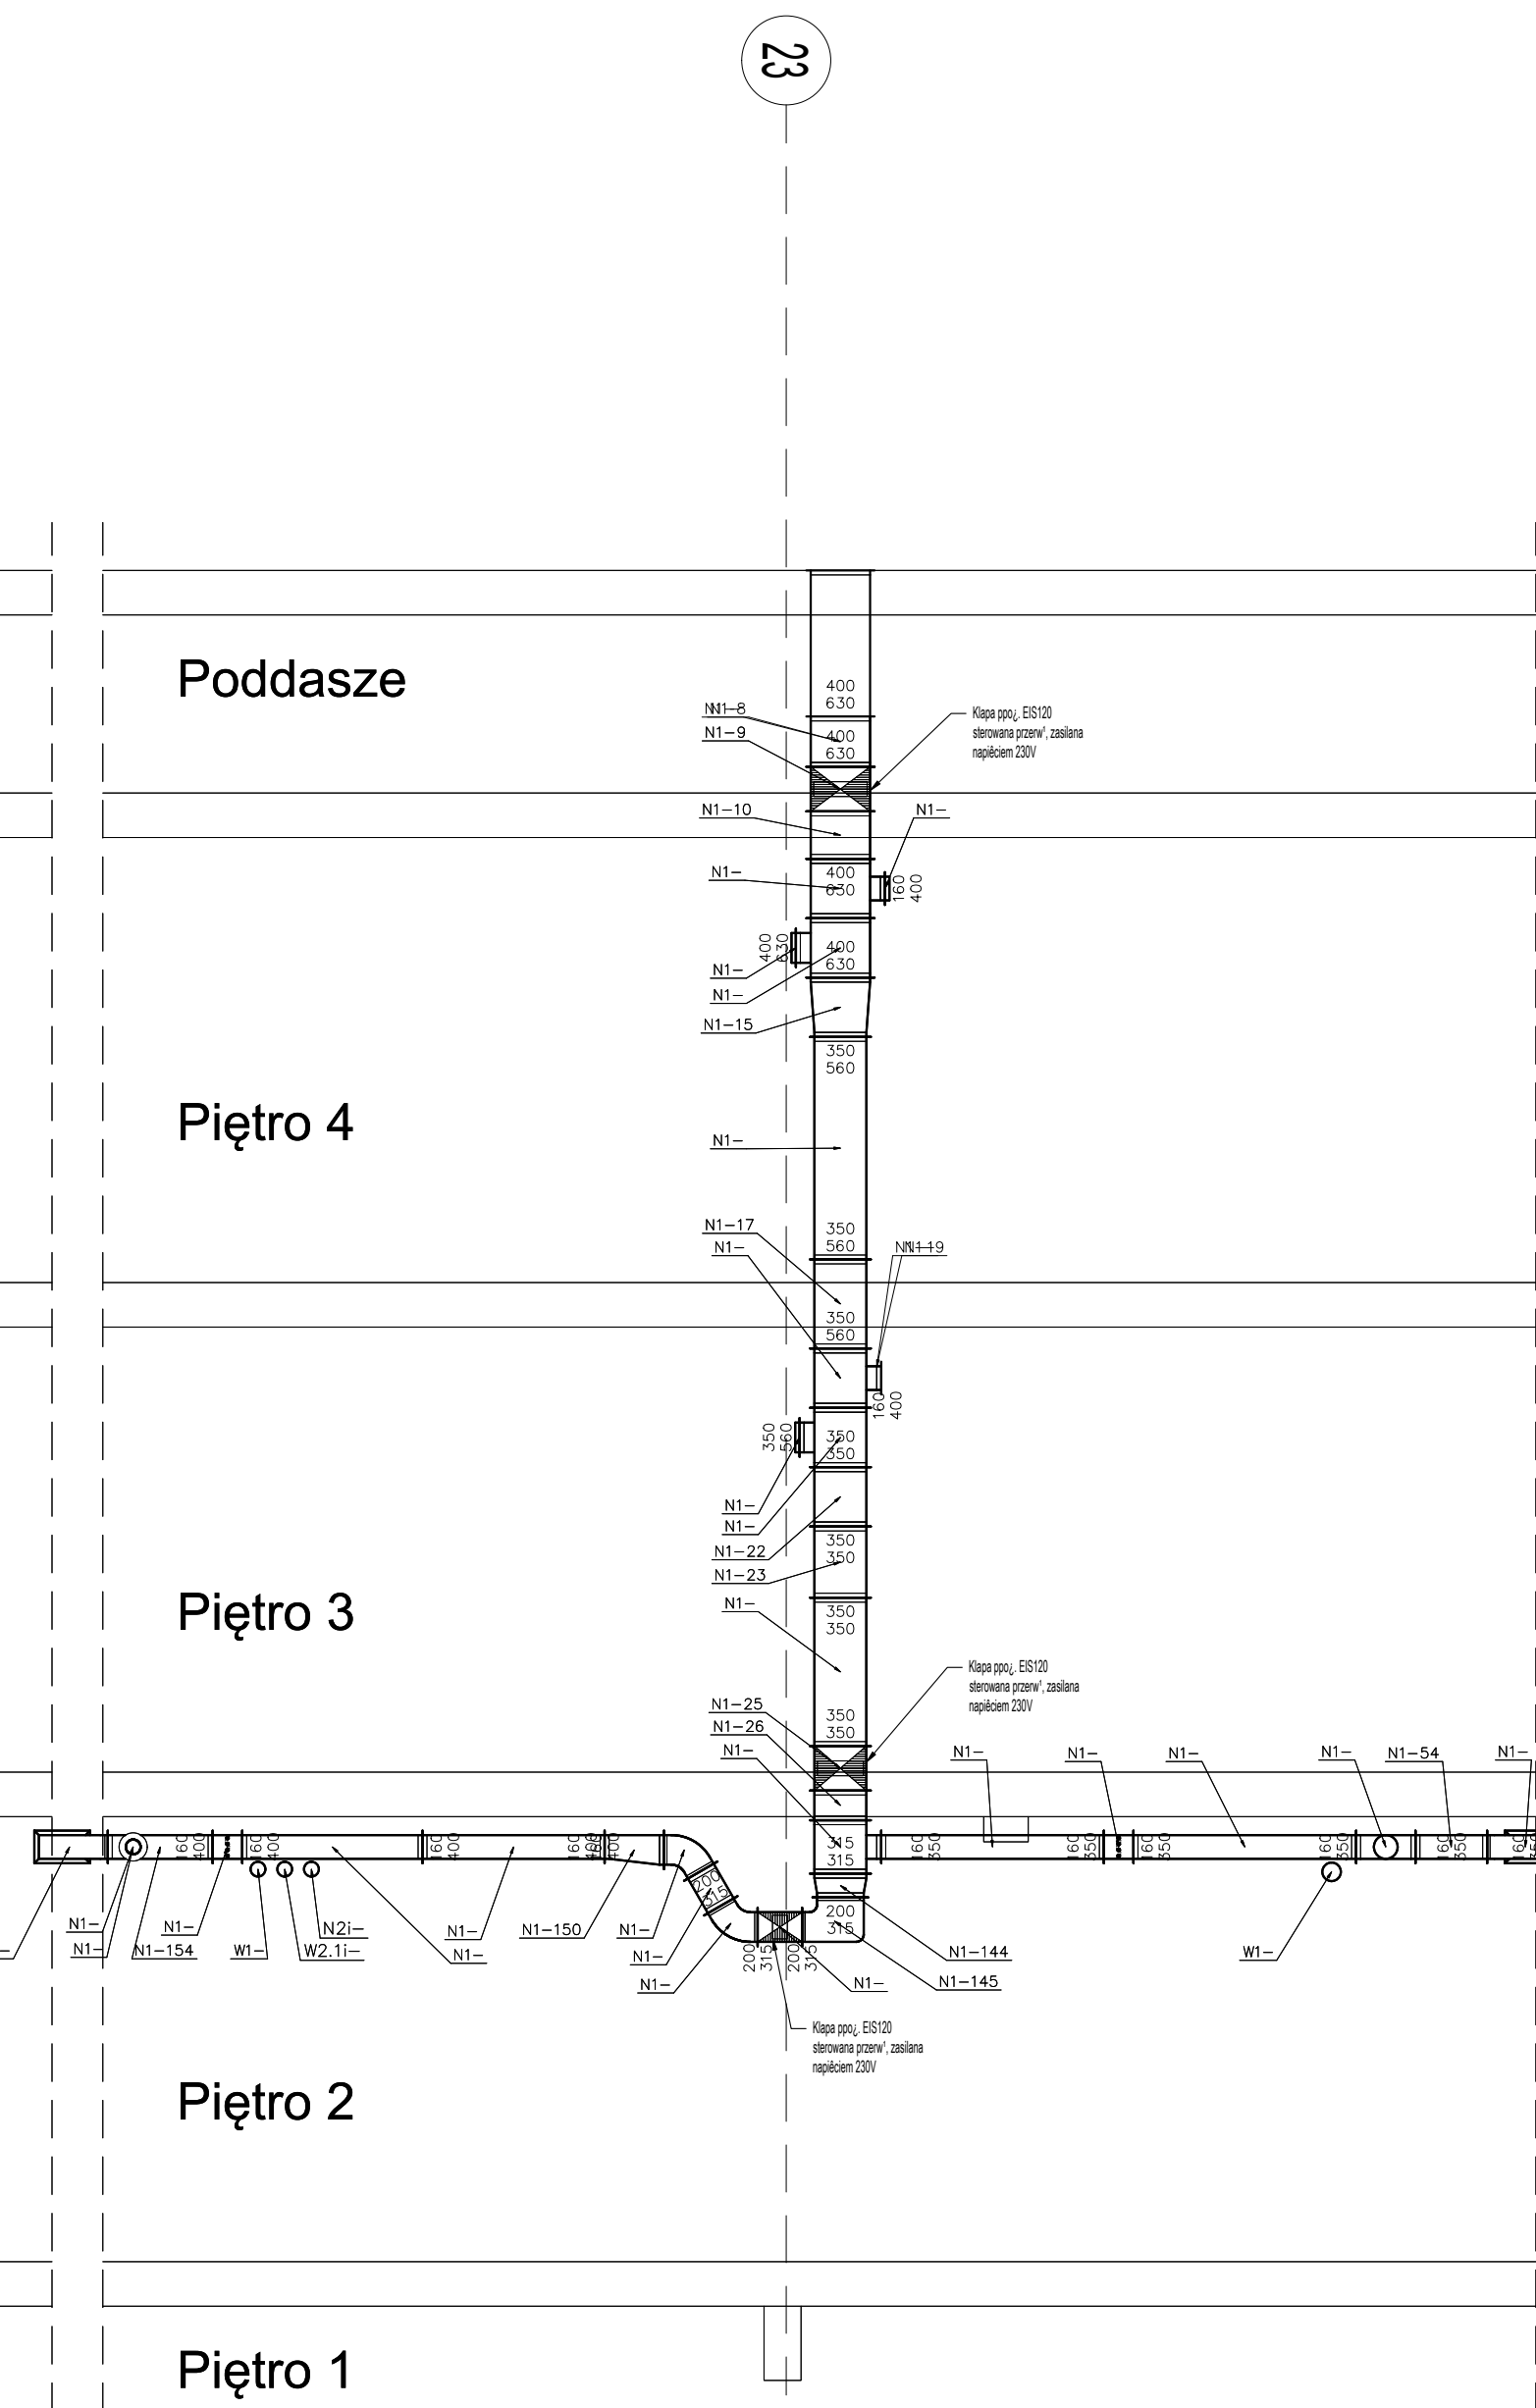 23
Poddasze
400
630
N1-8
N1-9
400
630
Klapa ppo¿. EIS120
sterowana przerw¹, zasilana
napiêciem 230V
N1-10
N1-
N1-
400
630
160
400
400
630
400
630
N1-
N1-
N1-15
350
560
Piętro 4
N1-
N1-17
N1-
350
560
350
560
160
400
350
560
350
350
N1-
N1-
N1-22
N1-23
350
350
Piętro 3
N1-
350
350
Klapa ppo¿. EIS120
sterowana przerw¹, zasilana
napiêciem 230V
N1-25
N1-26
N1-
350
350
N1-
N1-
N1-
N1-
N1-54
N1-
160
400
160
400
160
400
160
400
315
315
160
350
160
350
160
350
160
350
160
350
160
N1-
N1-
N1-154
N1-
W1-
W2.1i-
N2i-
N1-
N1-
N1-150
N1-
N1-
N1-
200
315
200
315
200
315
200
315
N1-
N1-144
N1-145
W1-
Klapa ppo¿. EIS120
sterowana przerw¹, zasilana
napiêciem 230V
Piętro 2
Piętro 1